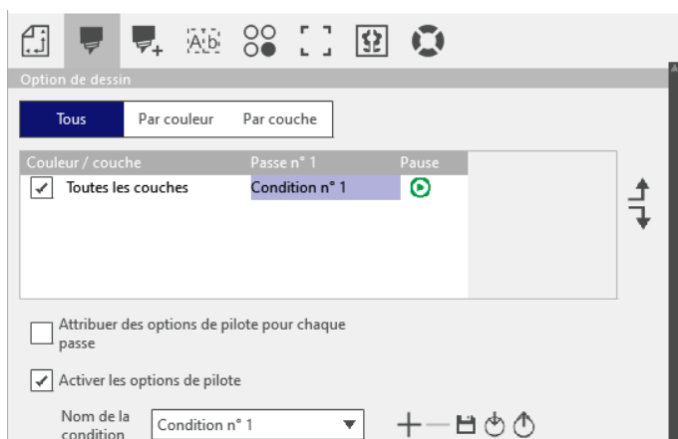 A:b
Option de dessin
Tous Par couleur Par couche
Couleur / couche Passe n° 1 Pause
Toutes les couches Condition n° 1
Attribuer des options de pilote pour chaque
passe
Activer les options de pilote
Nom de la
condition Condition n° 1